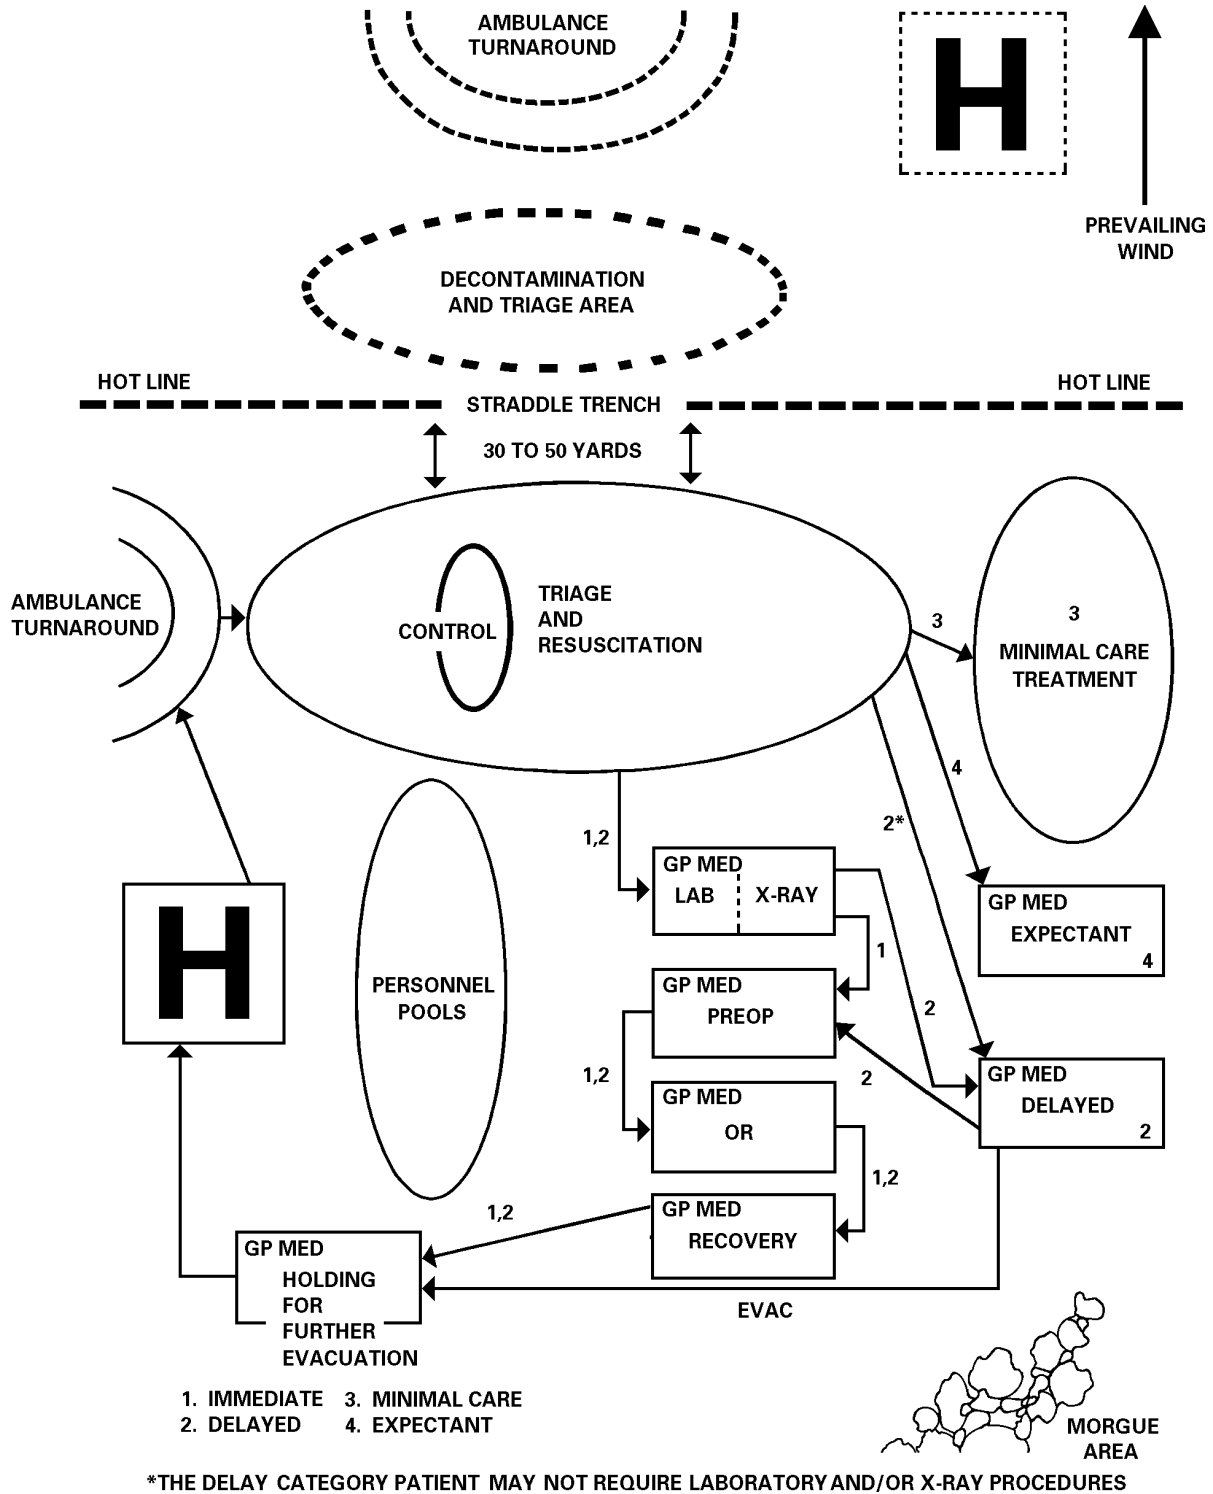 AMBULANCE
TURNAROUND
H
PREVAILING
WIND
DECONTAMINATION
AND TRIAGE AREA
HOT LINE
HOT LINE
STRADDLE TRENCH
30 TO 50 YARDS
AMBULANCE
TURNAROUND
CONTROL
TRIAGE
AND
RESUSCITATION
3
3
MINIMAL CARE
TREATMENT
4
2*
1,2
GP MED
LAB X-RAY
GP MED
EXPECTANT
4
1
H
PERSONNEL
POOLS
GP MED
PREOP
2
1,2
2
GP MED
DELAYED
2
GP MED
OR
1,2
1,2
GP MED
RECOVERY
GP MED
HOLDING
FOR
FURTHER
EVACUATION
EVAC
1. IMMEDIATE 3. MINIMAL CARE
2. DELAYED 4. EXPECTANT
MORGUE
AREA
*THE DELAY CATEGORY PATIENT MAY NOT REQUIRE LABORATORY AND/OR X-RAY PROCEDURES